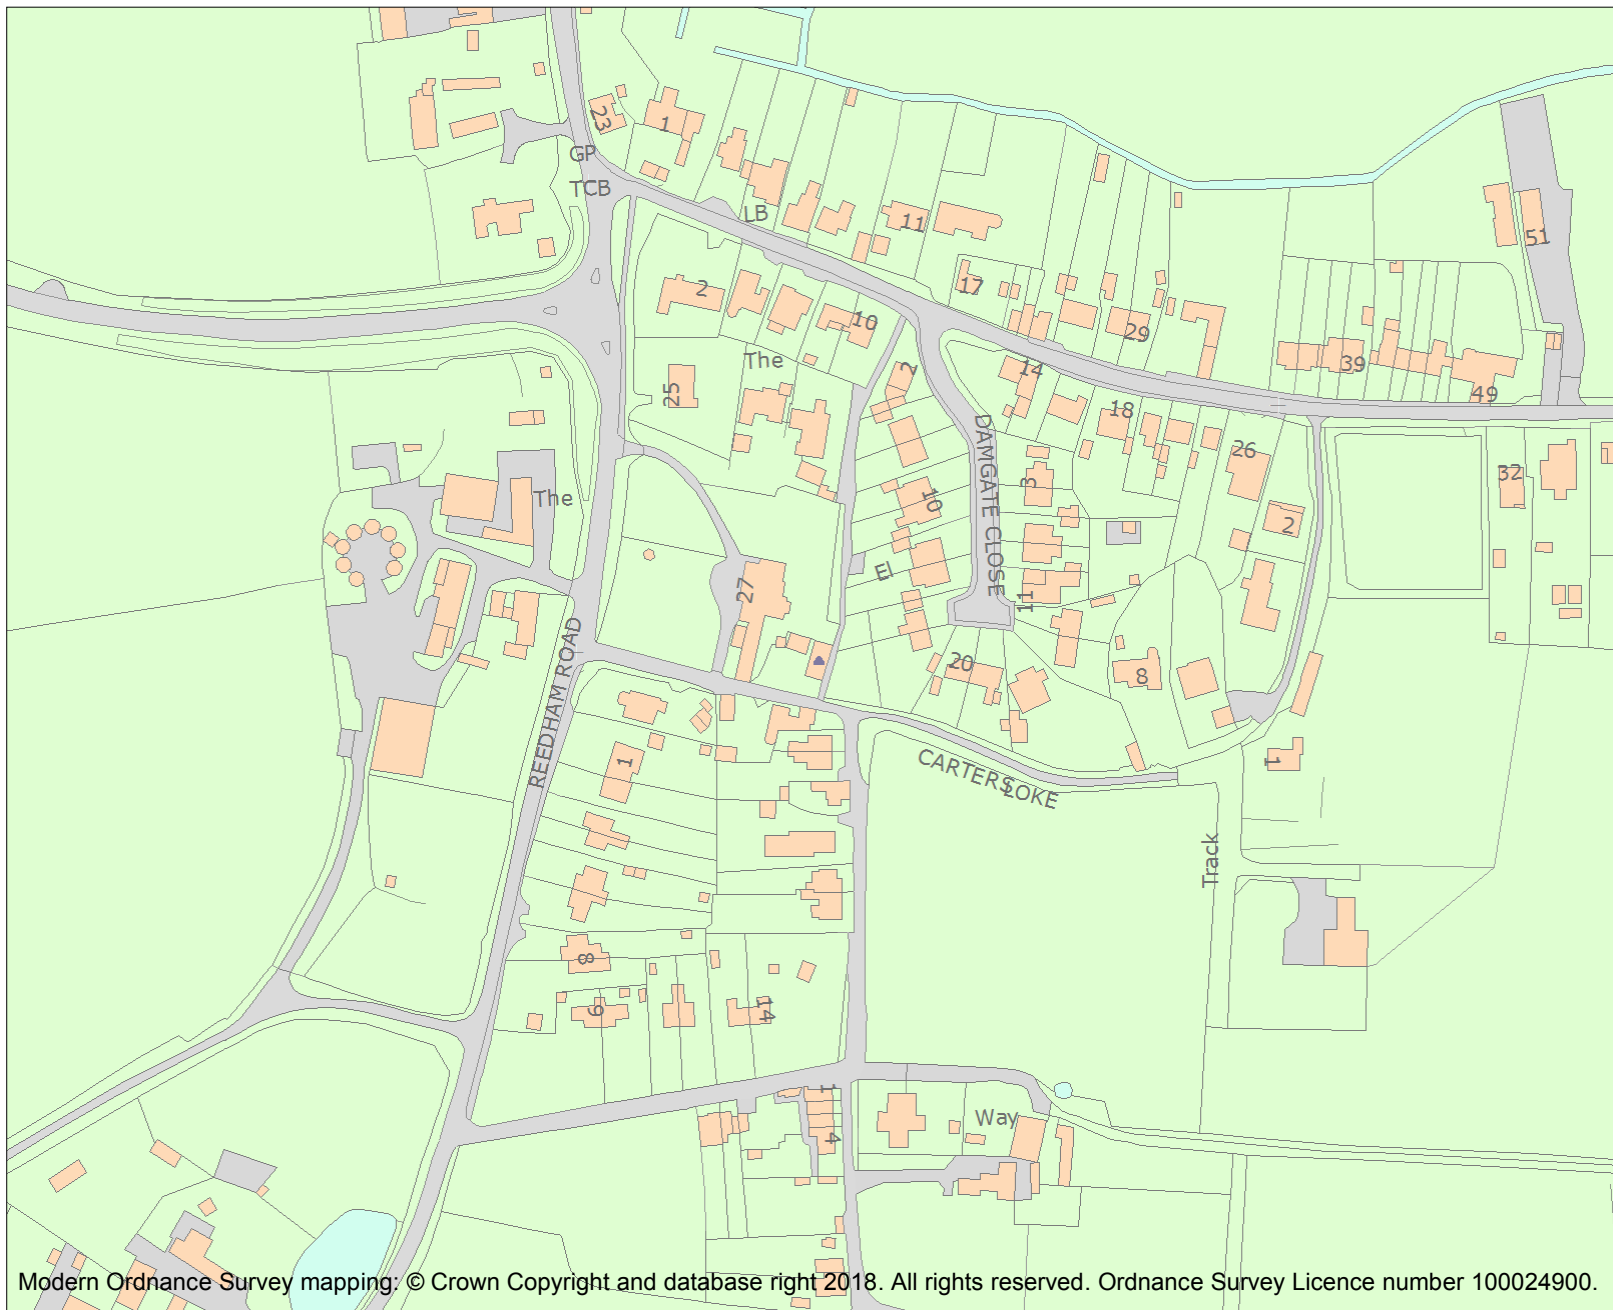 23
1
GP
TCB
LB
11
51
2
17
10
29
The
2
14
39
25
49
18
DAMGATE CLOSE
26
3
32
The
10
2
El
27
11
REEDHAM ROAD
20
8
1
CARTERS LOKE
1
Track
8
9
14
1
Way
4
Modern Ordnance Survey mapping: © Crown Copyright and database right 2018. All rights reserved. Ordnance Survey Licence number 100024900.